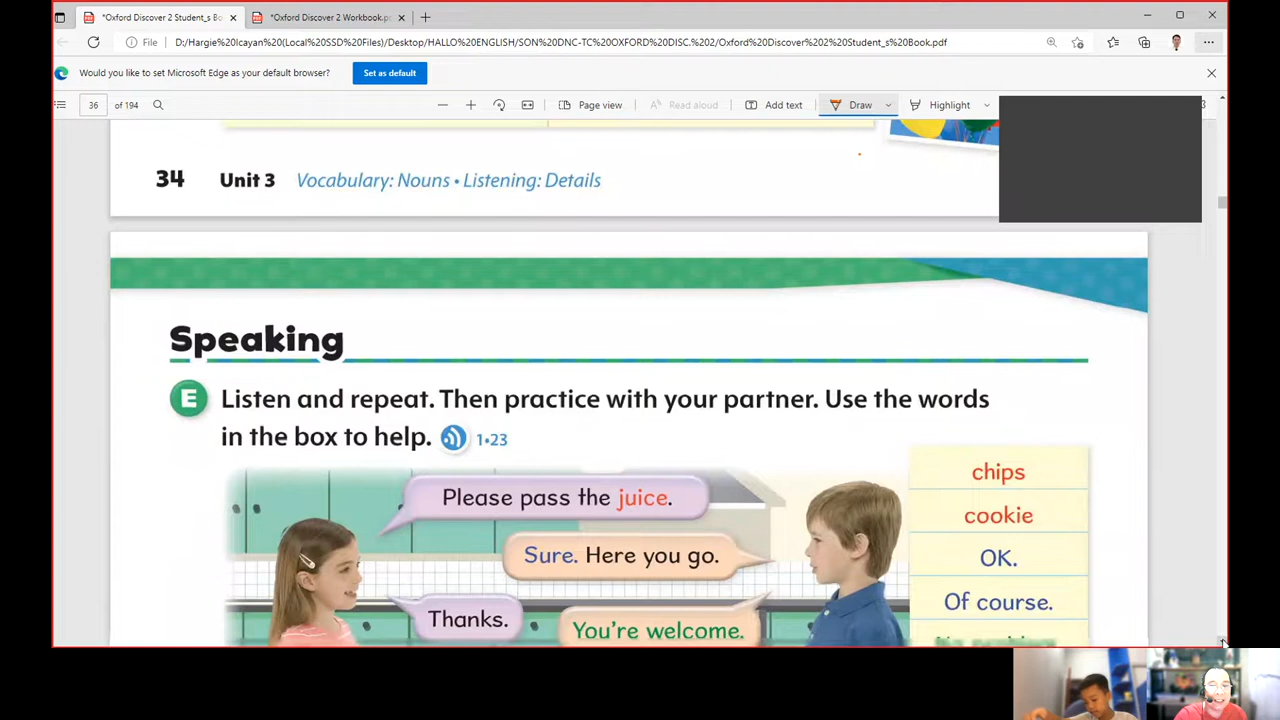 *Oxford Discover 2 Student_s Bo
*Oxford Discover 2 Workbook.pdf
File D:/Hargie%20Icayan%20(Local%20SSD%20Files)/Desktop/HALLO%20ENGLISH/SON%20DNC-TC%20OXFORD%20DISC.%202/Oxford%20Discover%202%20Student_s%20Book.pdf
Would you like to set Microsoft Edge as your default browser? Set as default
36 of 194 Page view Read aloud Add text Draw Highlight
34 Unit 3 Vocabulary: Nouns • Listening: Details
Speaking
E Listen and repeat. Then practice with your partner. Use the words
in the box to help. 1•23
Please pass the juice.
Sure. Here you go.
Thanks.
You're welcome.
chips
cookie
OK.
Of course.